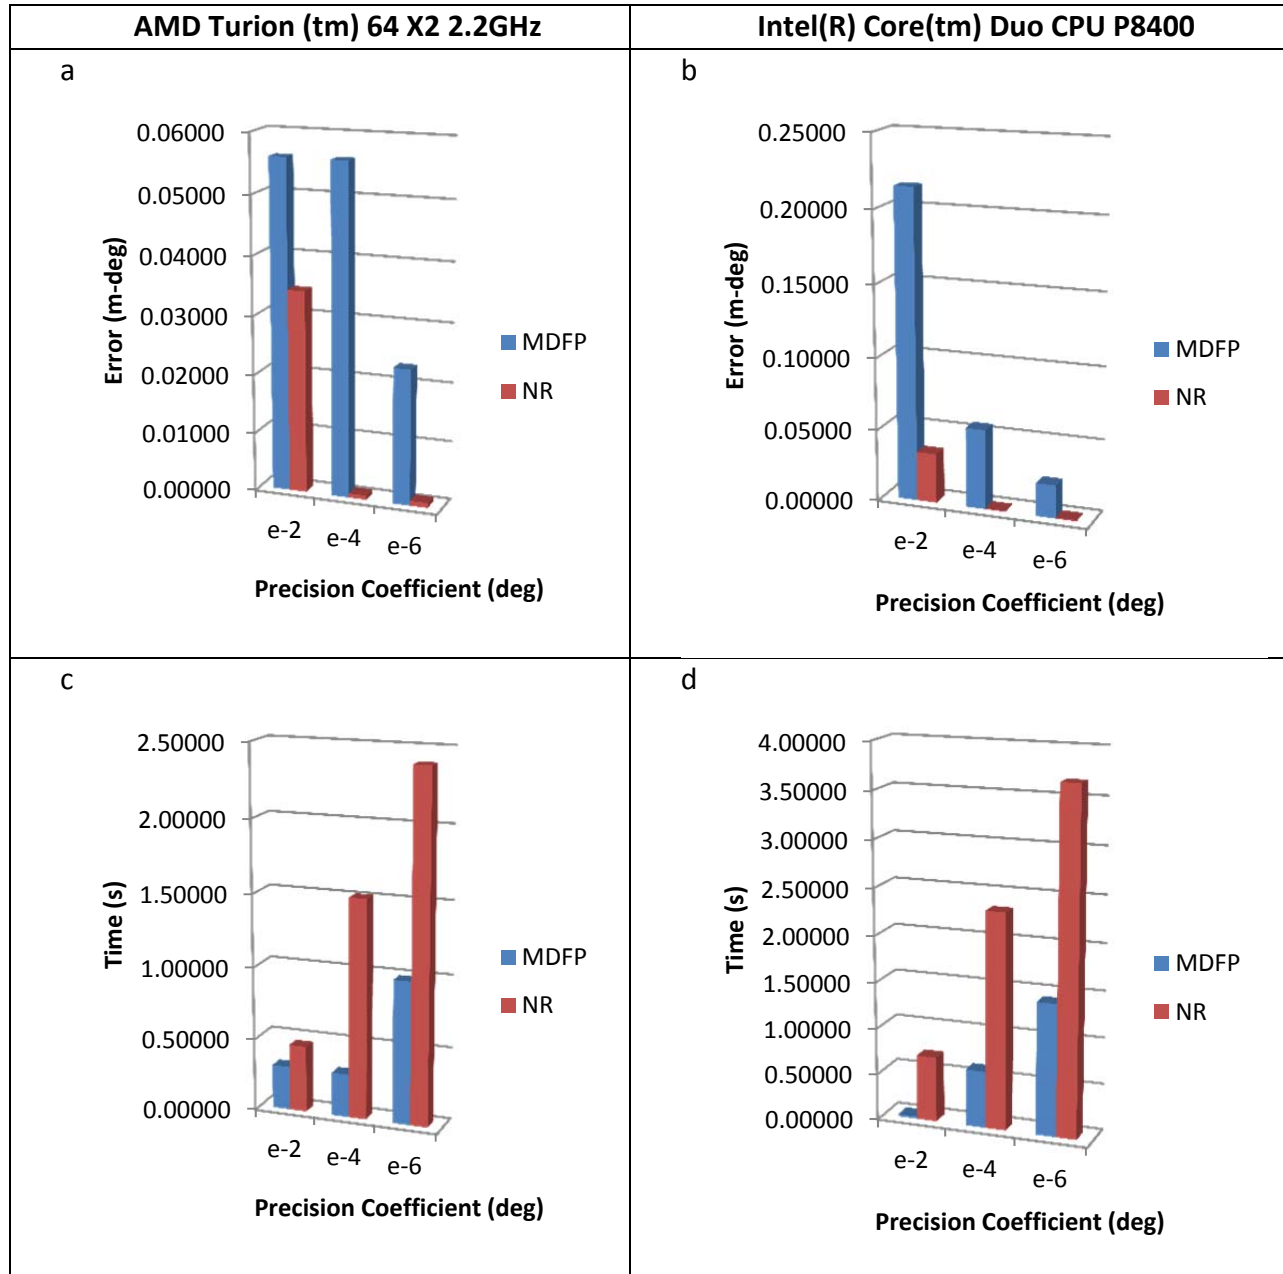 AMD Turion (tm) 64 X2 2.2GHz
Intel(R) Core(tm) Duo CPU P8400
a
0.06000
0.05000
0.04000
0.03000
0.02000
0.01000
0.00000
Error (m-deg)
e-2
e-4
e-6
Precision Coefficient (deg)
MDFP
NR
b
0.25000
0.20000
0.15000
0.10000
0.05000
0.00000
Error (m-deg)
e-2
e-4
e-6
Precision Coefficient (deg)
MDFP
NR
c
2.50000
2.00000
1.50000
1.00000
0.50000
0.00000
Time (s)
e-2
e-4
e-6
Precision Coefficient (deg)
MDFP
NR
d
4.00000
3.50000
3.00000
2.50000
2.00000
1.50000
1.00000
0.50000
0.00000
Time (s)
e-2
e-4
e-6
Precision Coefficient (deg)
MDFP
NR